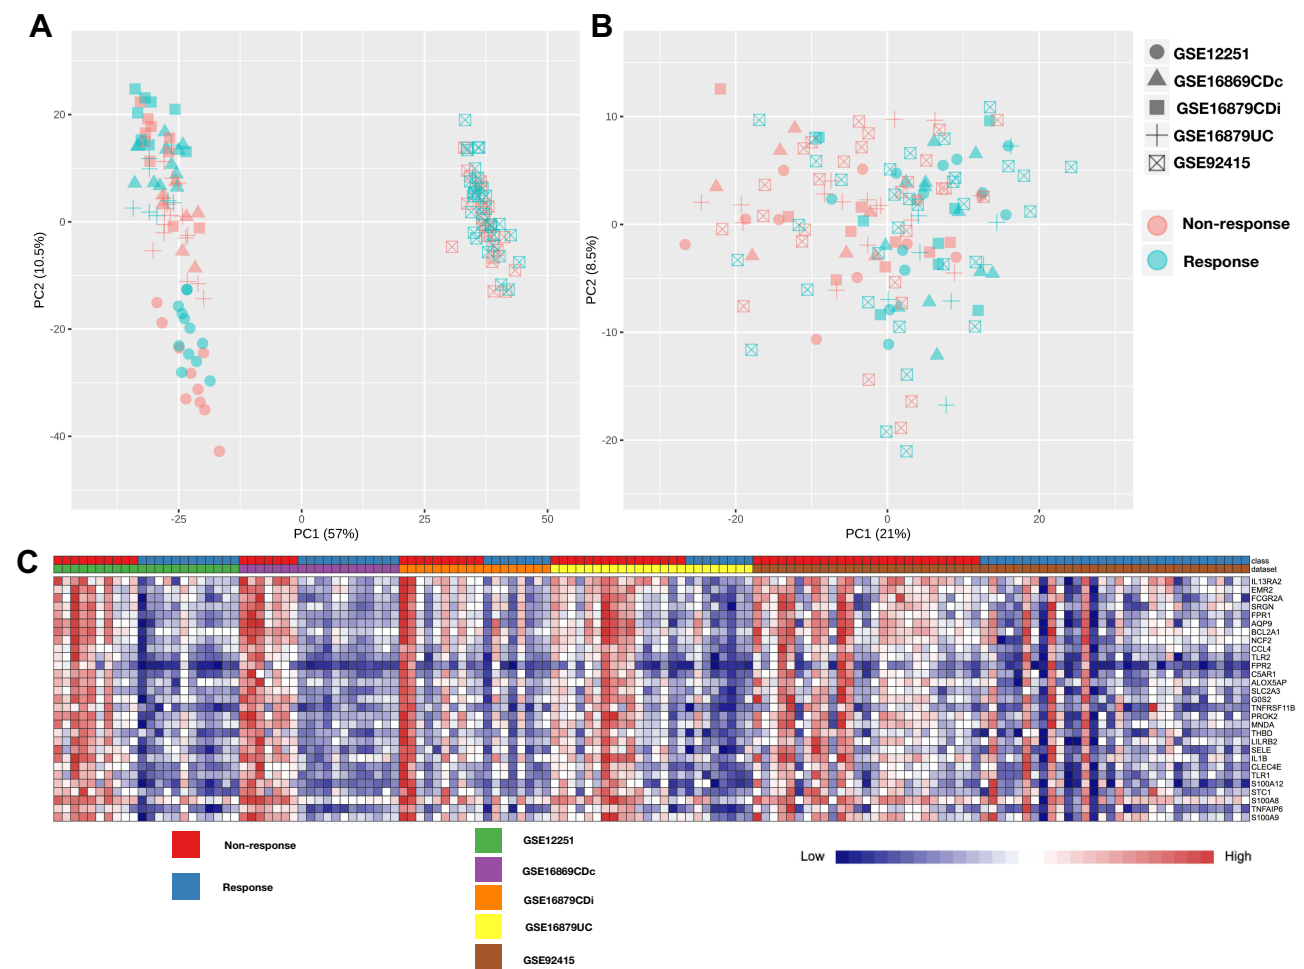 A
B
20
0
-20
-40
PC2 (10.5%)
-25
0
25
50
PC1 (57%)
10
0
-10
-20
PC2 (8.5%)
-20
0
20
PC1 (21%)
GSE12251
GSE16869CDc
GSE16879CDi
GSE16879UC
GSE92415
Non-response
Response
C
class
dataset
IL13RA2
EMR2
FCGR2A
SRGN
FPR1
AQP9
BCL2A1
NCF2
CCL4
TLR2
FPR2
C5AR1
ALOX5AP
SLC2A3
G0S2
TNFRSF11B
PROK2
MNDA
THBD
LILRB2
SELE
IL1B
CLEC4E
TLR1
S100A12
STC1
S100A8
TNFAIP6
S100A9
Non-response
Response
GSE12251
GSE16869CDc
GSE16879CDi
GSE16879UC
GSE92415
Low
High